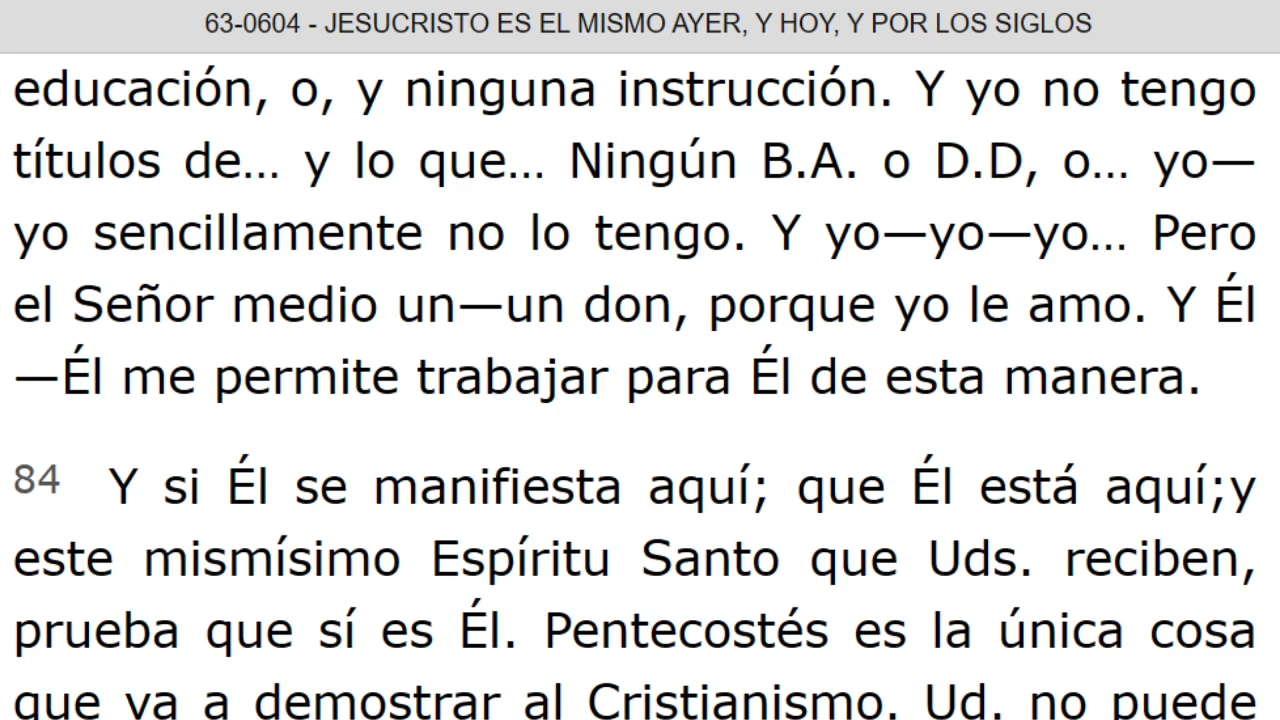 63-0604 - JESUCRISTO ES EL MISMO AYER, Y HOY, Y POR LOS SIGLOS
educación, o, y ninguna instrucción. Y yo no tengo
títulos de... y lo que... Ningún B.A. o D.D, o... yo—
yo sencillamente no lo tengo. Y yo—yo—yo... Pero
el Señor medio un—un don, porque yo le amo. Y Él
—Él me permite trabajar para Él de esta manera.
84 Y si Él se manifiesta aquí; que Él está aquí;y
este mismísimo Espíritu Santo que Uds. reciben,
prueba que sí es Él. Pentecostés es la única cosa
que va a demostrar al Cristianismo. Ud. no puede